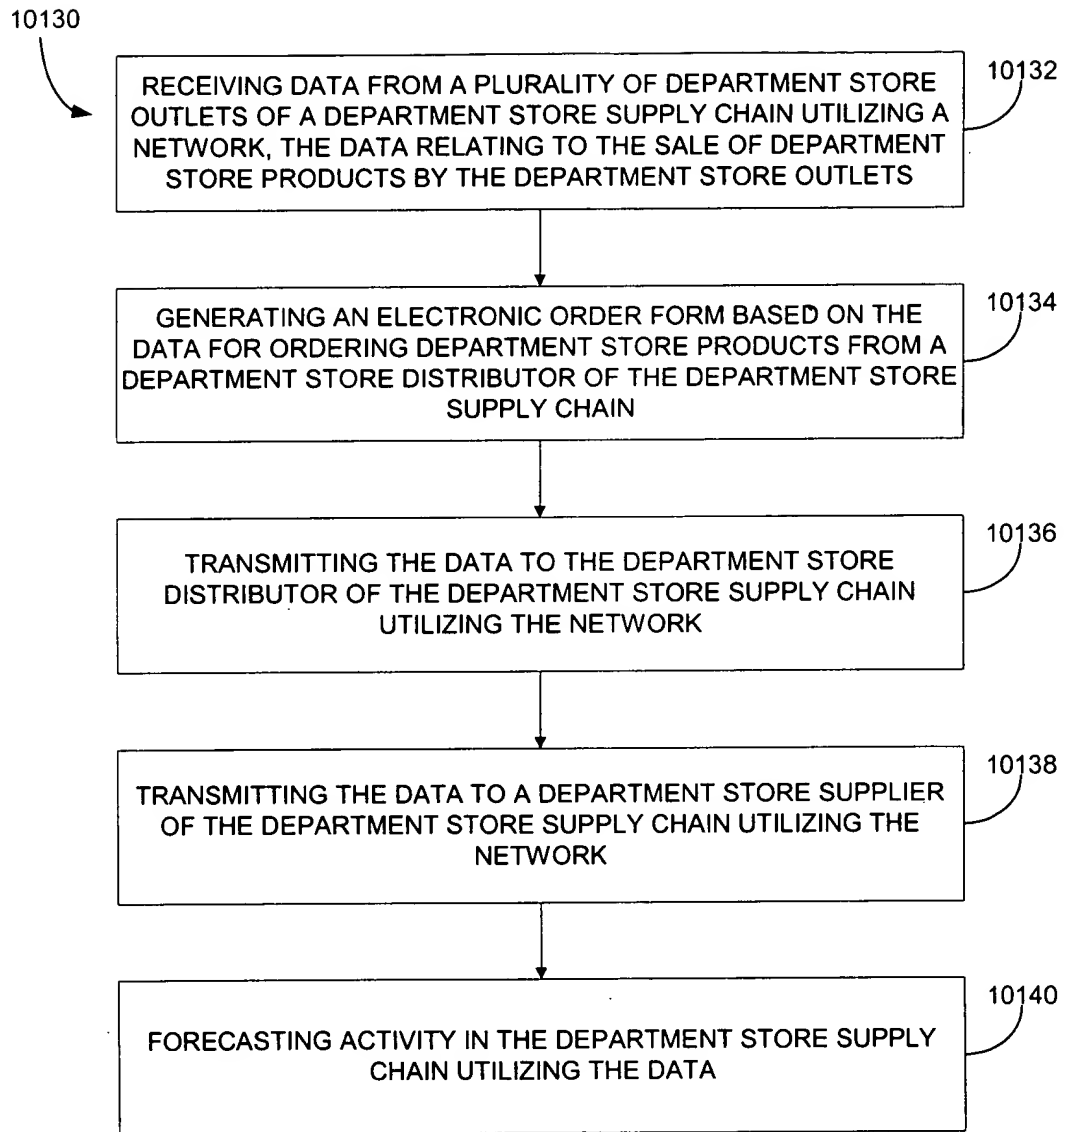 10130
10132
RECEIVING DATA FROM A PLURALITY OF DEPARTMENT STORE
OUTLETS OF A DEPARTMENT STORE SUPPLY CHAIN UTILIZING A
NETWORK, THE DATA RELATING TO THE SALE OF DEPARTMENT
STORE PRODUCTS BY THE DEPARTMENT STORE OUTLETS
10134
GENERATING AN ELECTRONIC ORDER FORM BASED ON THE
DATA FOR ORDERING DEPARTMENT STORE PRODUCTS FROM A
DEPARTMENT STORE DISTRIBUTOR OF THE DEPARTMENT STORE
SUPPLY CHAIN
10136
TRANSMITTING THE DATA TO THE DEPARTMENT STORE
DISTRIBUTOR OF THE DEPARTMENT STORE SUPPLY CHAIN
UTILIZING THE NETWORK
10138
TRANSMITTING THE DATA TO A DEPARTMENT STORE SUPPLIER
OF THE DEPARTMENT STORE SUPPLY CHAIN UTILIZING THE
NETWORK
10140
FORECASTING ACTIVITY IN THE DEPARTMENT STORE SUPPLY
CHAIN UTILIZING THE DATA